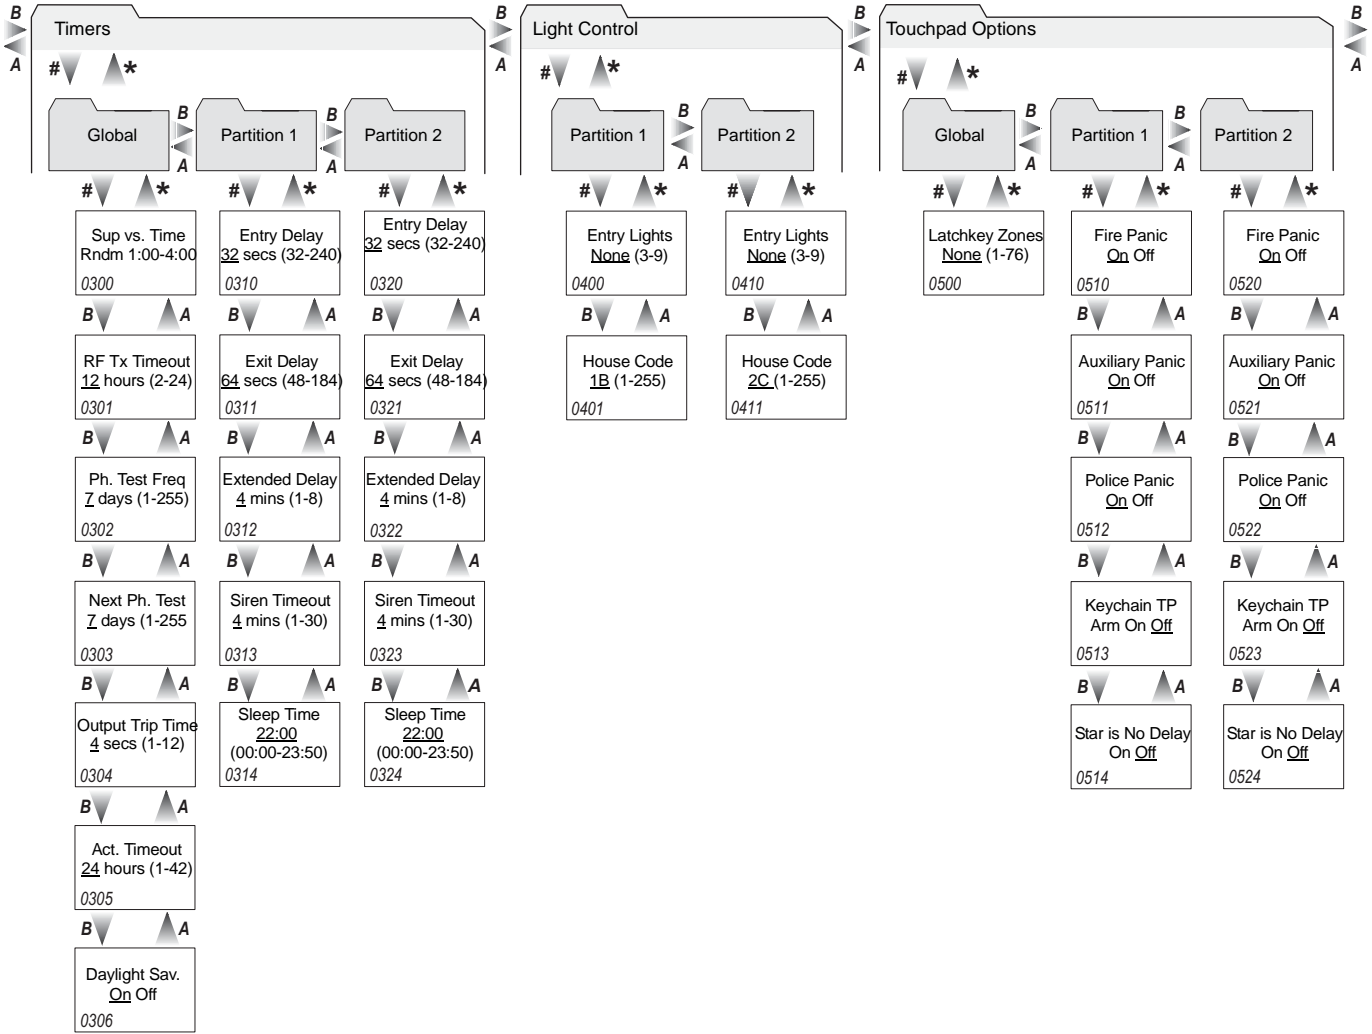 B
A
Timers
# *
Global
B
A
Partition 1
B
A
Partition 2
# *
Sup vs. Time
Rndm 1:00-4:00
0300
B A
RF Tx Timeout
12 hours (2-24)
0301
B A
Ph. Test Freq
7 days (1-255)
0302
B A
Next Ph. Test
7 days (1-255
0303
B A
Output Trip Time
4 secs (1-12)
0304
B A
Act. Timeout
24 hours (1-42)
0305
B A
Daylight Sav.
On Off
0306
# *
Entry Delay
32 secs (32-240)
0310
B A
Exit Delay
64 secs (48-184)
0311
B A
Extended Delay
4 mins (1-8)
0312
B A
Siren Timeout
4 mins (1-30)
0313
B A
Sleep Time
22:00
(00:00-23:50)
0314
# *
Entry Delay
32 secs (32-240)
0320
B A
Exit Delay
64 secs (48-184)
0321
B A
Extended Delay
4 mins (1-8)
0322
B A
Siren Timeout
4 mins (1-30)
0323
B A
Sleep Time
22:00
(00:00-23:50)
0324
B
A
Light Control
# *
Partition 1
B
A
Partition 2
# *
Entry Lights
None (3-9)
0400
B A
House Code
1B (1-255)
0401
# *
Entry Lights
None (3-9)
0410
B A
House Code
2C (1-255)
0411
B
A
Touchpad Options
# *
Global
B
A
Partition 1
B
A
Partition 2
# *
Latchkey Zones
None (1-76)
0500
# *
Fire Panic
On Off
0510
B A
Auxiliary Panic
On Off
0511
B A
Police Panic
On Off
0512
B A
Keychain TP
Arm On Off
0513
B A
Star is No Delay
On Off
0514
# *
Fire Panic
On Off
0520
B A
Auxiliary Panic
On Off
0521
B A
Police Panic
On Off
0522
B A
Keychain TP
Arm On Off
0523
B A
Star is No Delay
On Off
0524
B
A